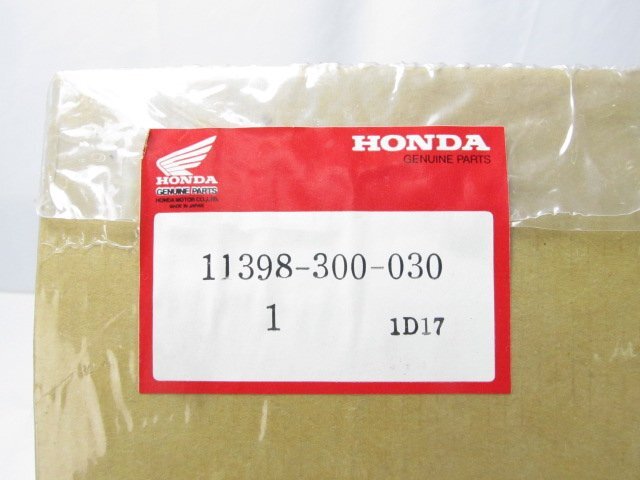 HONDA
GENUINE PARTS
HONDA MOTOR CO.,LTD.
MADE IN JAPAN
HONDA
GENUINE PARTS
11398-300-030
1 1D17